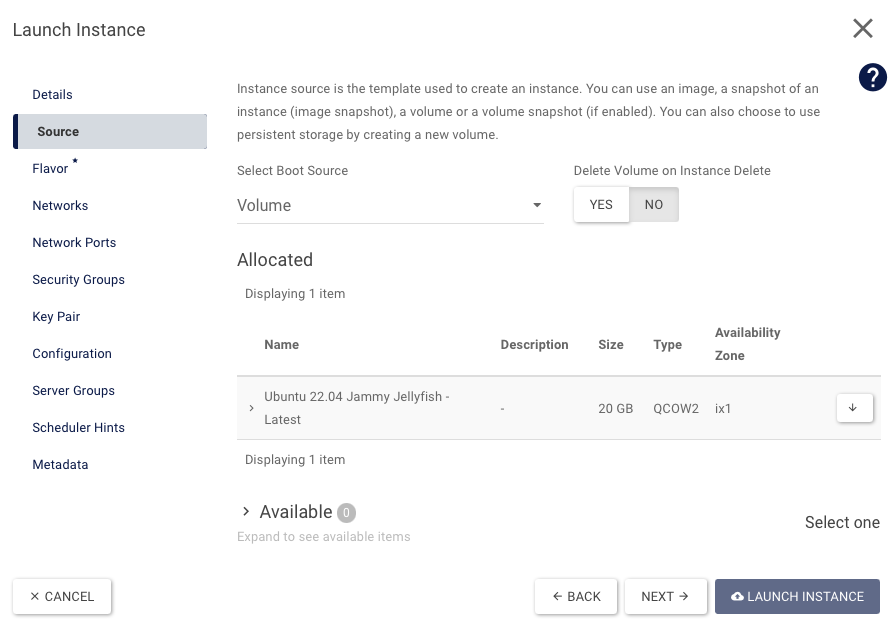 Launch Instance
Details
Source
Flavor *
Networks
Network Ports
Security Groups
Key Pair
Configuration
Server Groups
Scheduler Hints
Metadata
?
Instance source is the template used to create an instance. You can use an image, a snapshot of an
instance (image snapshot), a volume or a volume snapshot (if enabled). You can also choose to use
persistent storage by creating a new volume.
Select Boot Source
Delete Volume on Instance Delete
Volume
YES NO
Allocated
Displaying 1 item
Name Description Size Type Availability
Zone
Ubuntu 22.04 Jammy Jellyfish -
Latest
- 20 GB QCOW2 ix1
Displaying 1 item
Available 0
Expand to see available items
Select one
× CANCEL
← BACK NEXT → LAUNCH INSTANCE